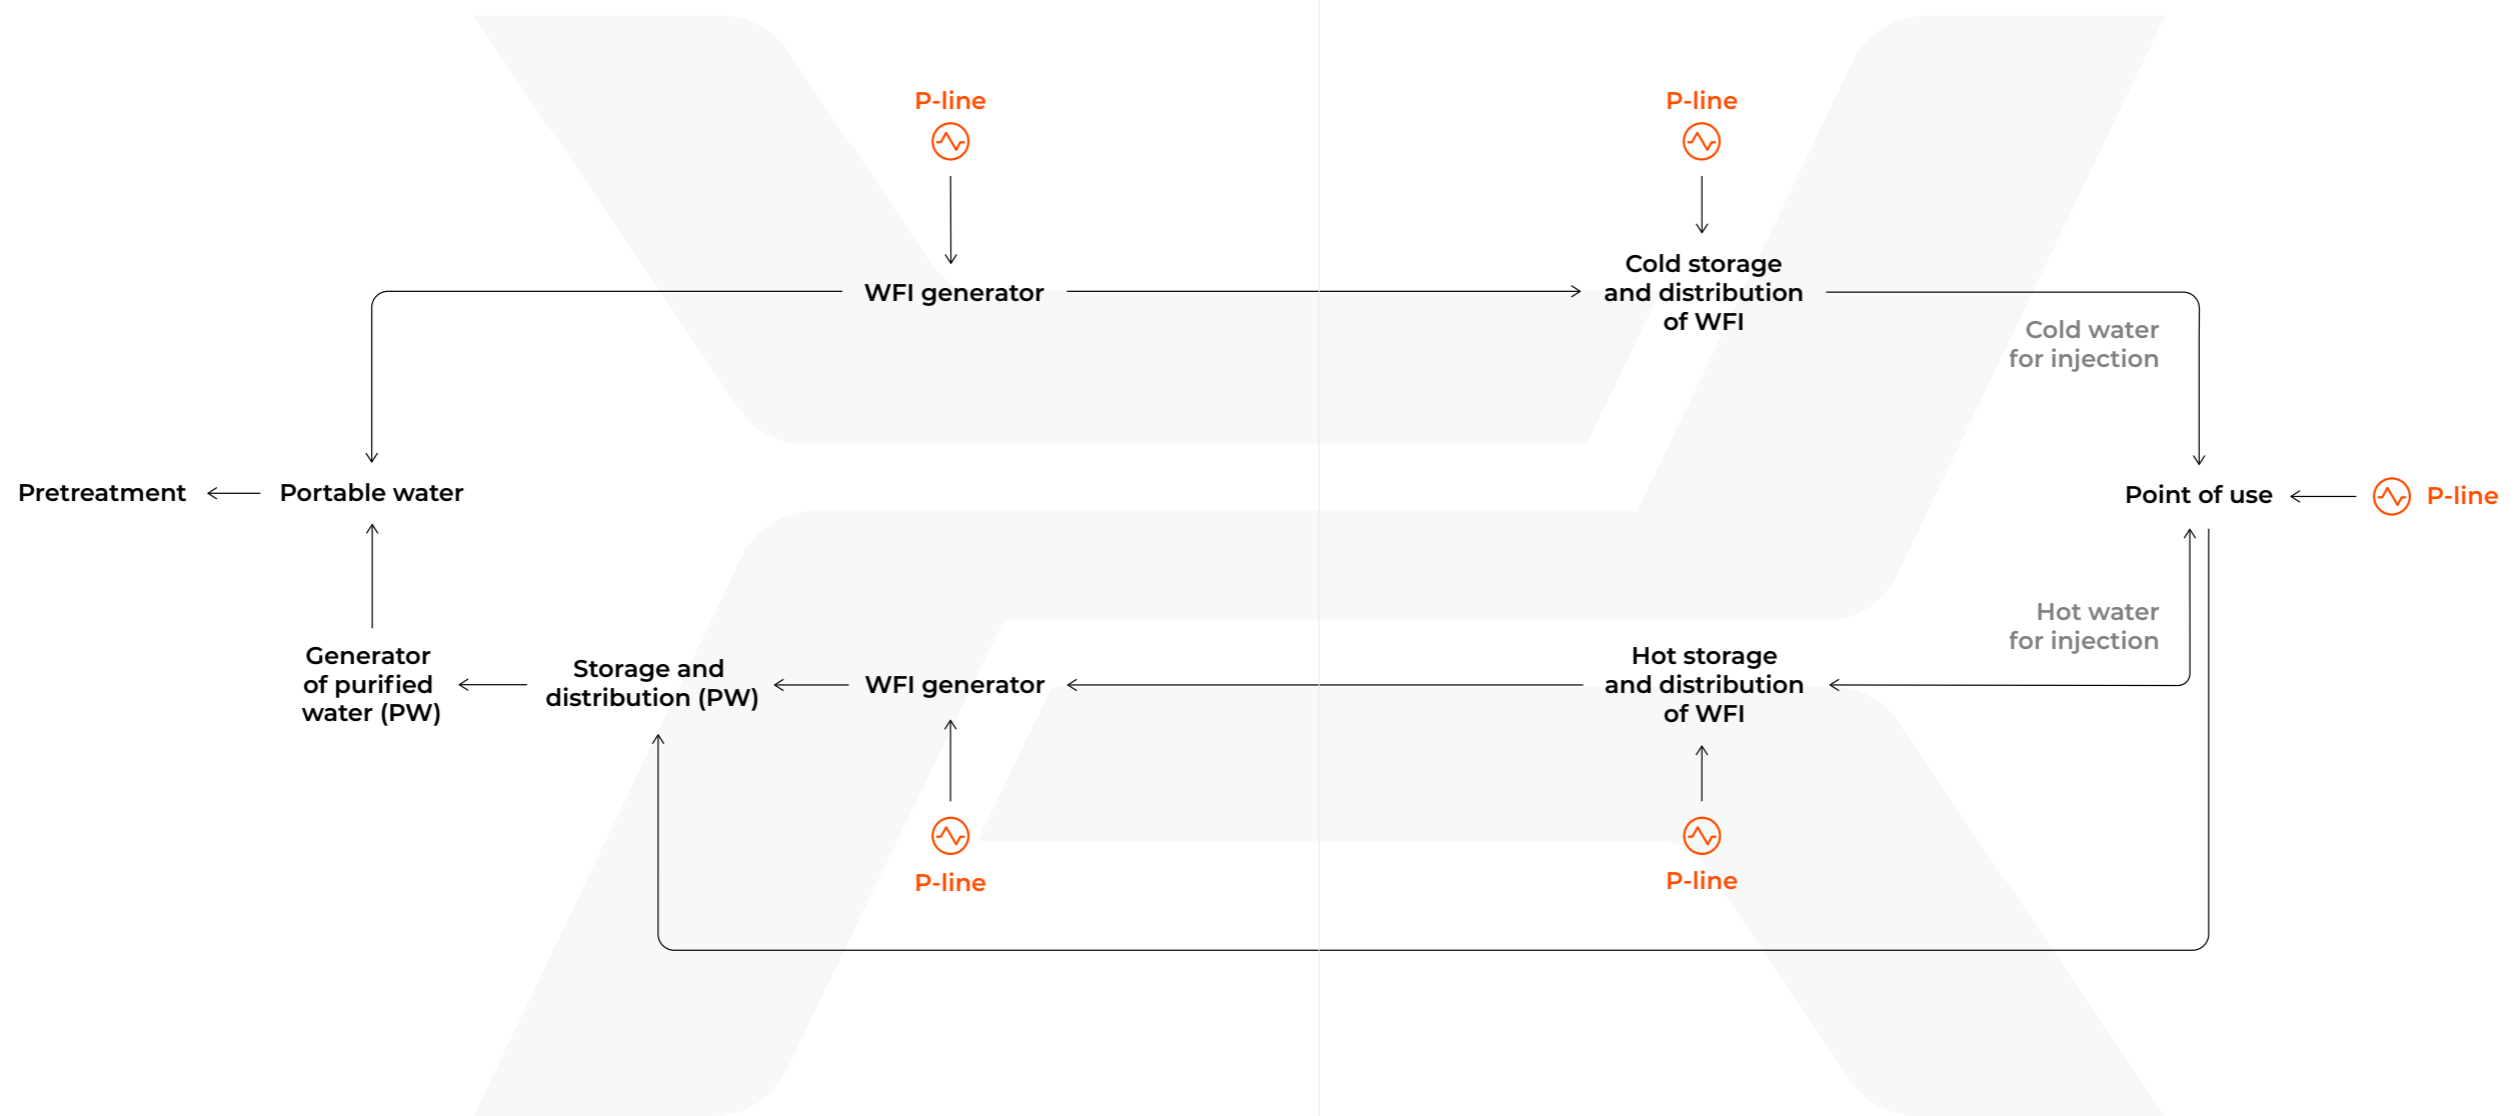 P-line
P-line
WFI generator
Cold storage
and distribution
of WFI
Cold water
for injection
Pretreatment
Portable water
Point of use
P-line
Hot water
for injection
Generator
of purified
water (PW)
Storage and
distribution (PW)
WFI generator
Hot storage
and distribution
of WFI
P-line
P-line